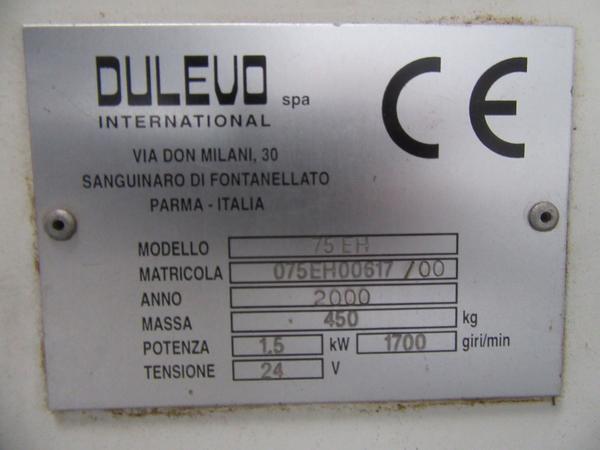 DULEVO spa
INTERNATIONAL
CE
VIA DON MILANI, 30
SANGUINARO DI FONTANELLATO
PARMA - ITALIA
MODELLO 75 EH
MATRICOLA 075EH00617 /00
ANNO 2000
MASSA 450 kg
POTENZA 1.5 kW 1700 giri/min
TENSIONE 24 V